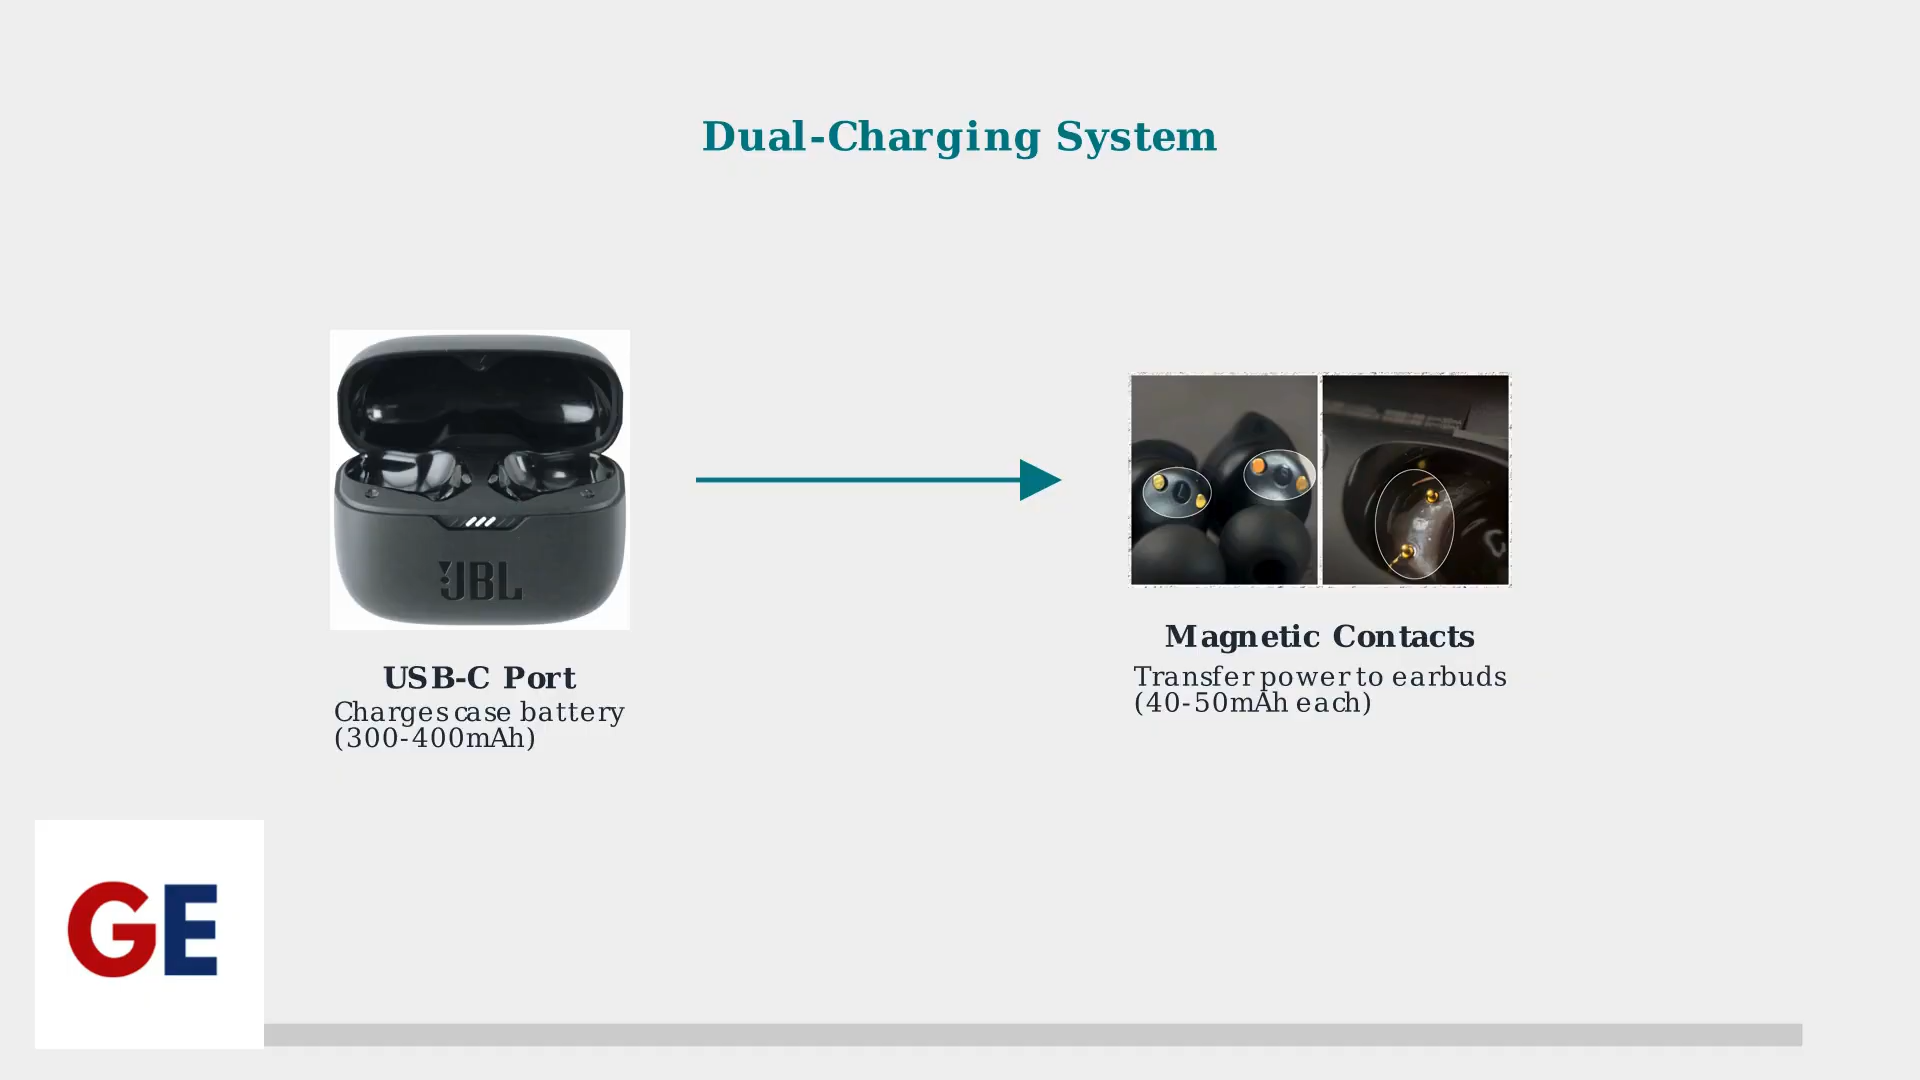 Dual-Charging System
JBL
USB-C Port
Charges case battery
(300-400mAh)
Magnetic Contacts
Transfer power to earbuds
(40-50mAh each)
GE